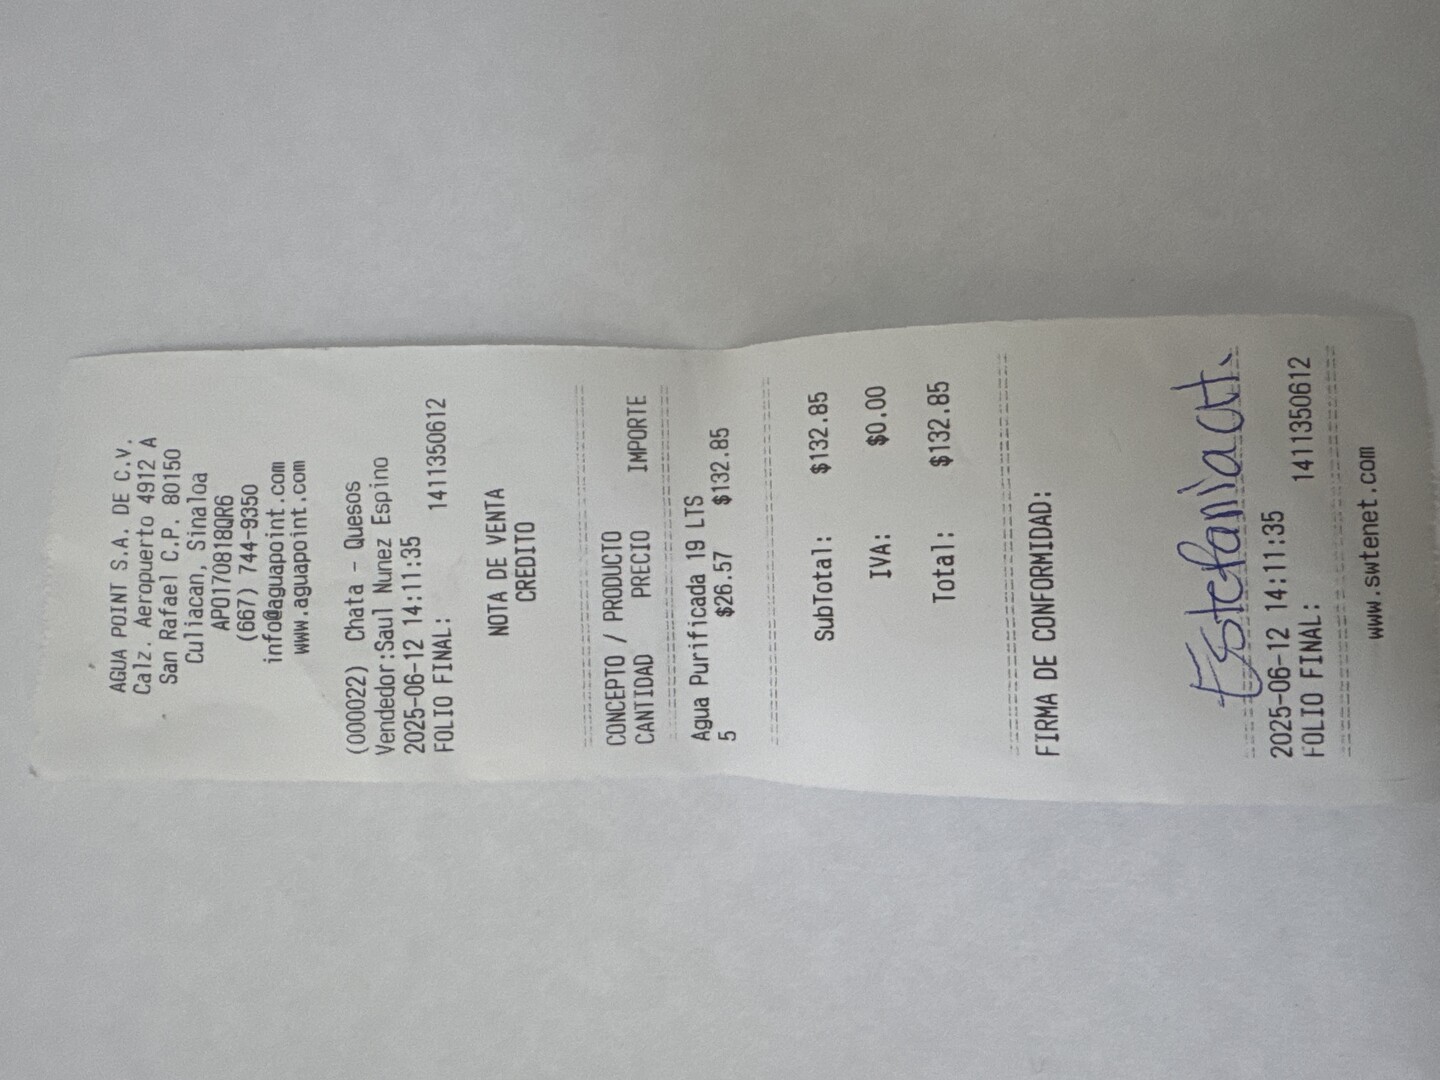 AGUA POINT S.A. DE C.V.
Calz. Aeropuerto 4912 A
San Rafael C.P. 80150
Culiacan, Sinaloa
APO170818QR6
(667) 744-9350
info@aguapoint.com
www.aguapoint.com
(000022) Chata - Quesos
Vendedor:Saul Nunez Espino
2025-06-12 14:11:35
FOLIO FINAL: 1411350612
NOTA DE VENTA
CREDITO
CONCEPTO / PRODUCTO
CANTIDAD PRECIO IMPORTE
Agua Purificada 19 LTS
5 $26.57 $132.85
SubTotal: $132.85
IVA: $0.00
Total: $132.85
FIRMA DE CONFORMIDAD:
Estefania
2025-06-12 14:11:35
FOLIO FINAL: 1411350612
www.swtenet.com